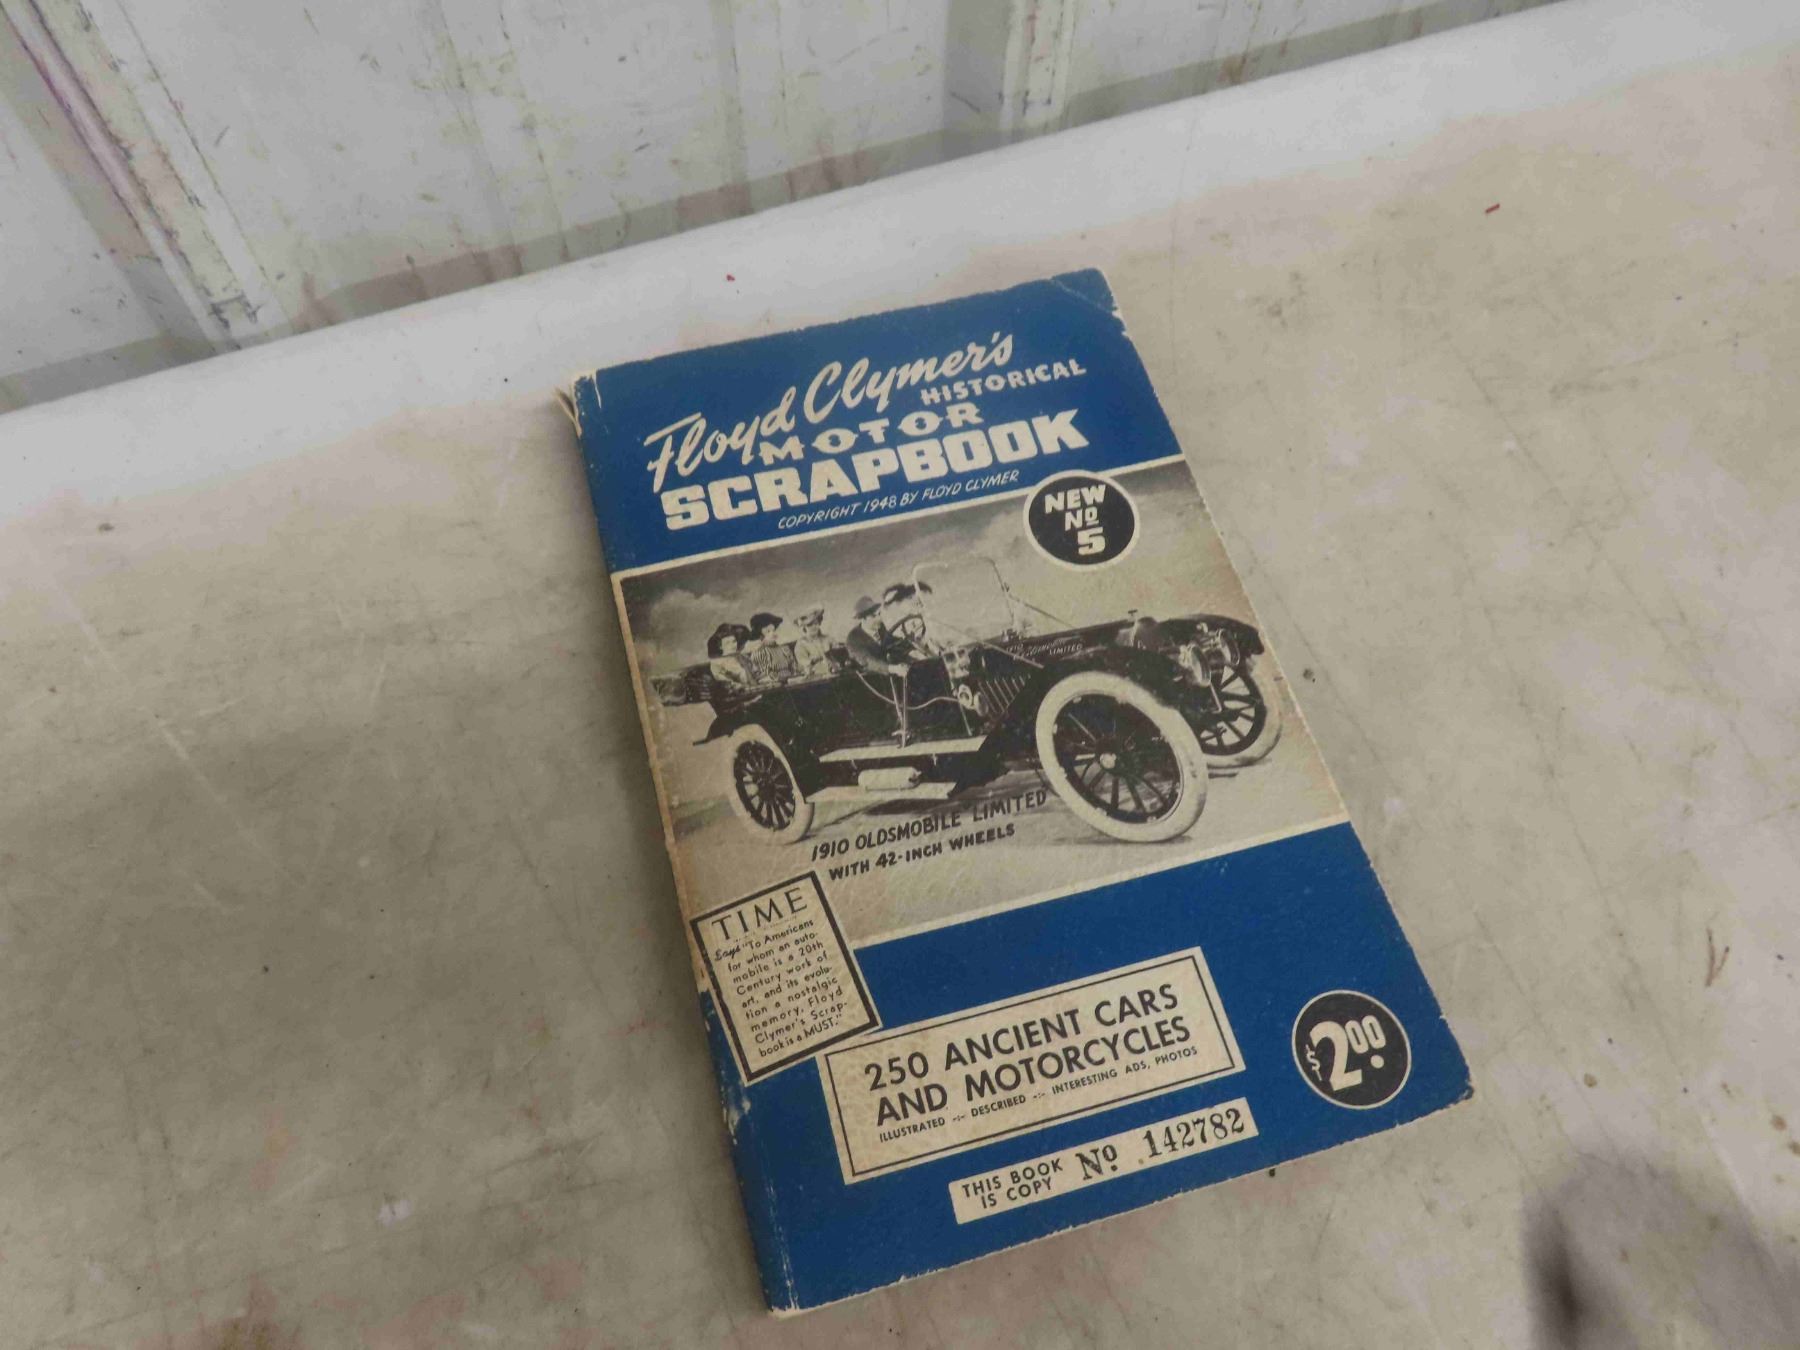 Floyd Clymer's
HISTORICAL
MOTOR
SCRAPBOOK
COPYRIGHT 1948 BY FLOYD CLYMER
NEW
No
5
1910
Oldsmobile
LIMITED
1910 OLDSMOBILE LIMITED
WITH 42-INCH WHEELS
TIME
Says "To Americans
for whom an auto-
mobile is a 20th
Century work of
art, and its evolu-
tion a nostalgic
memory, Floyd
Clymer's Scrap-
book is a MUST."
250 ANCIENT CARS
AND MOTORCYCLES
ILLUSTRATED -:- DESCRIBED -:- INTERESTING ADS, PHOTOS
$2.00
THIS BOOK
IS COPY
No. 142782